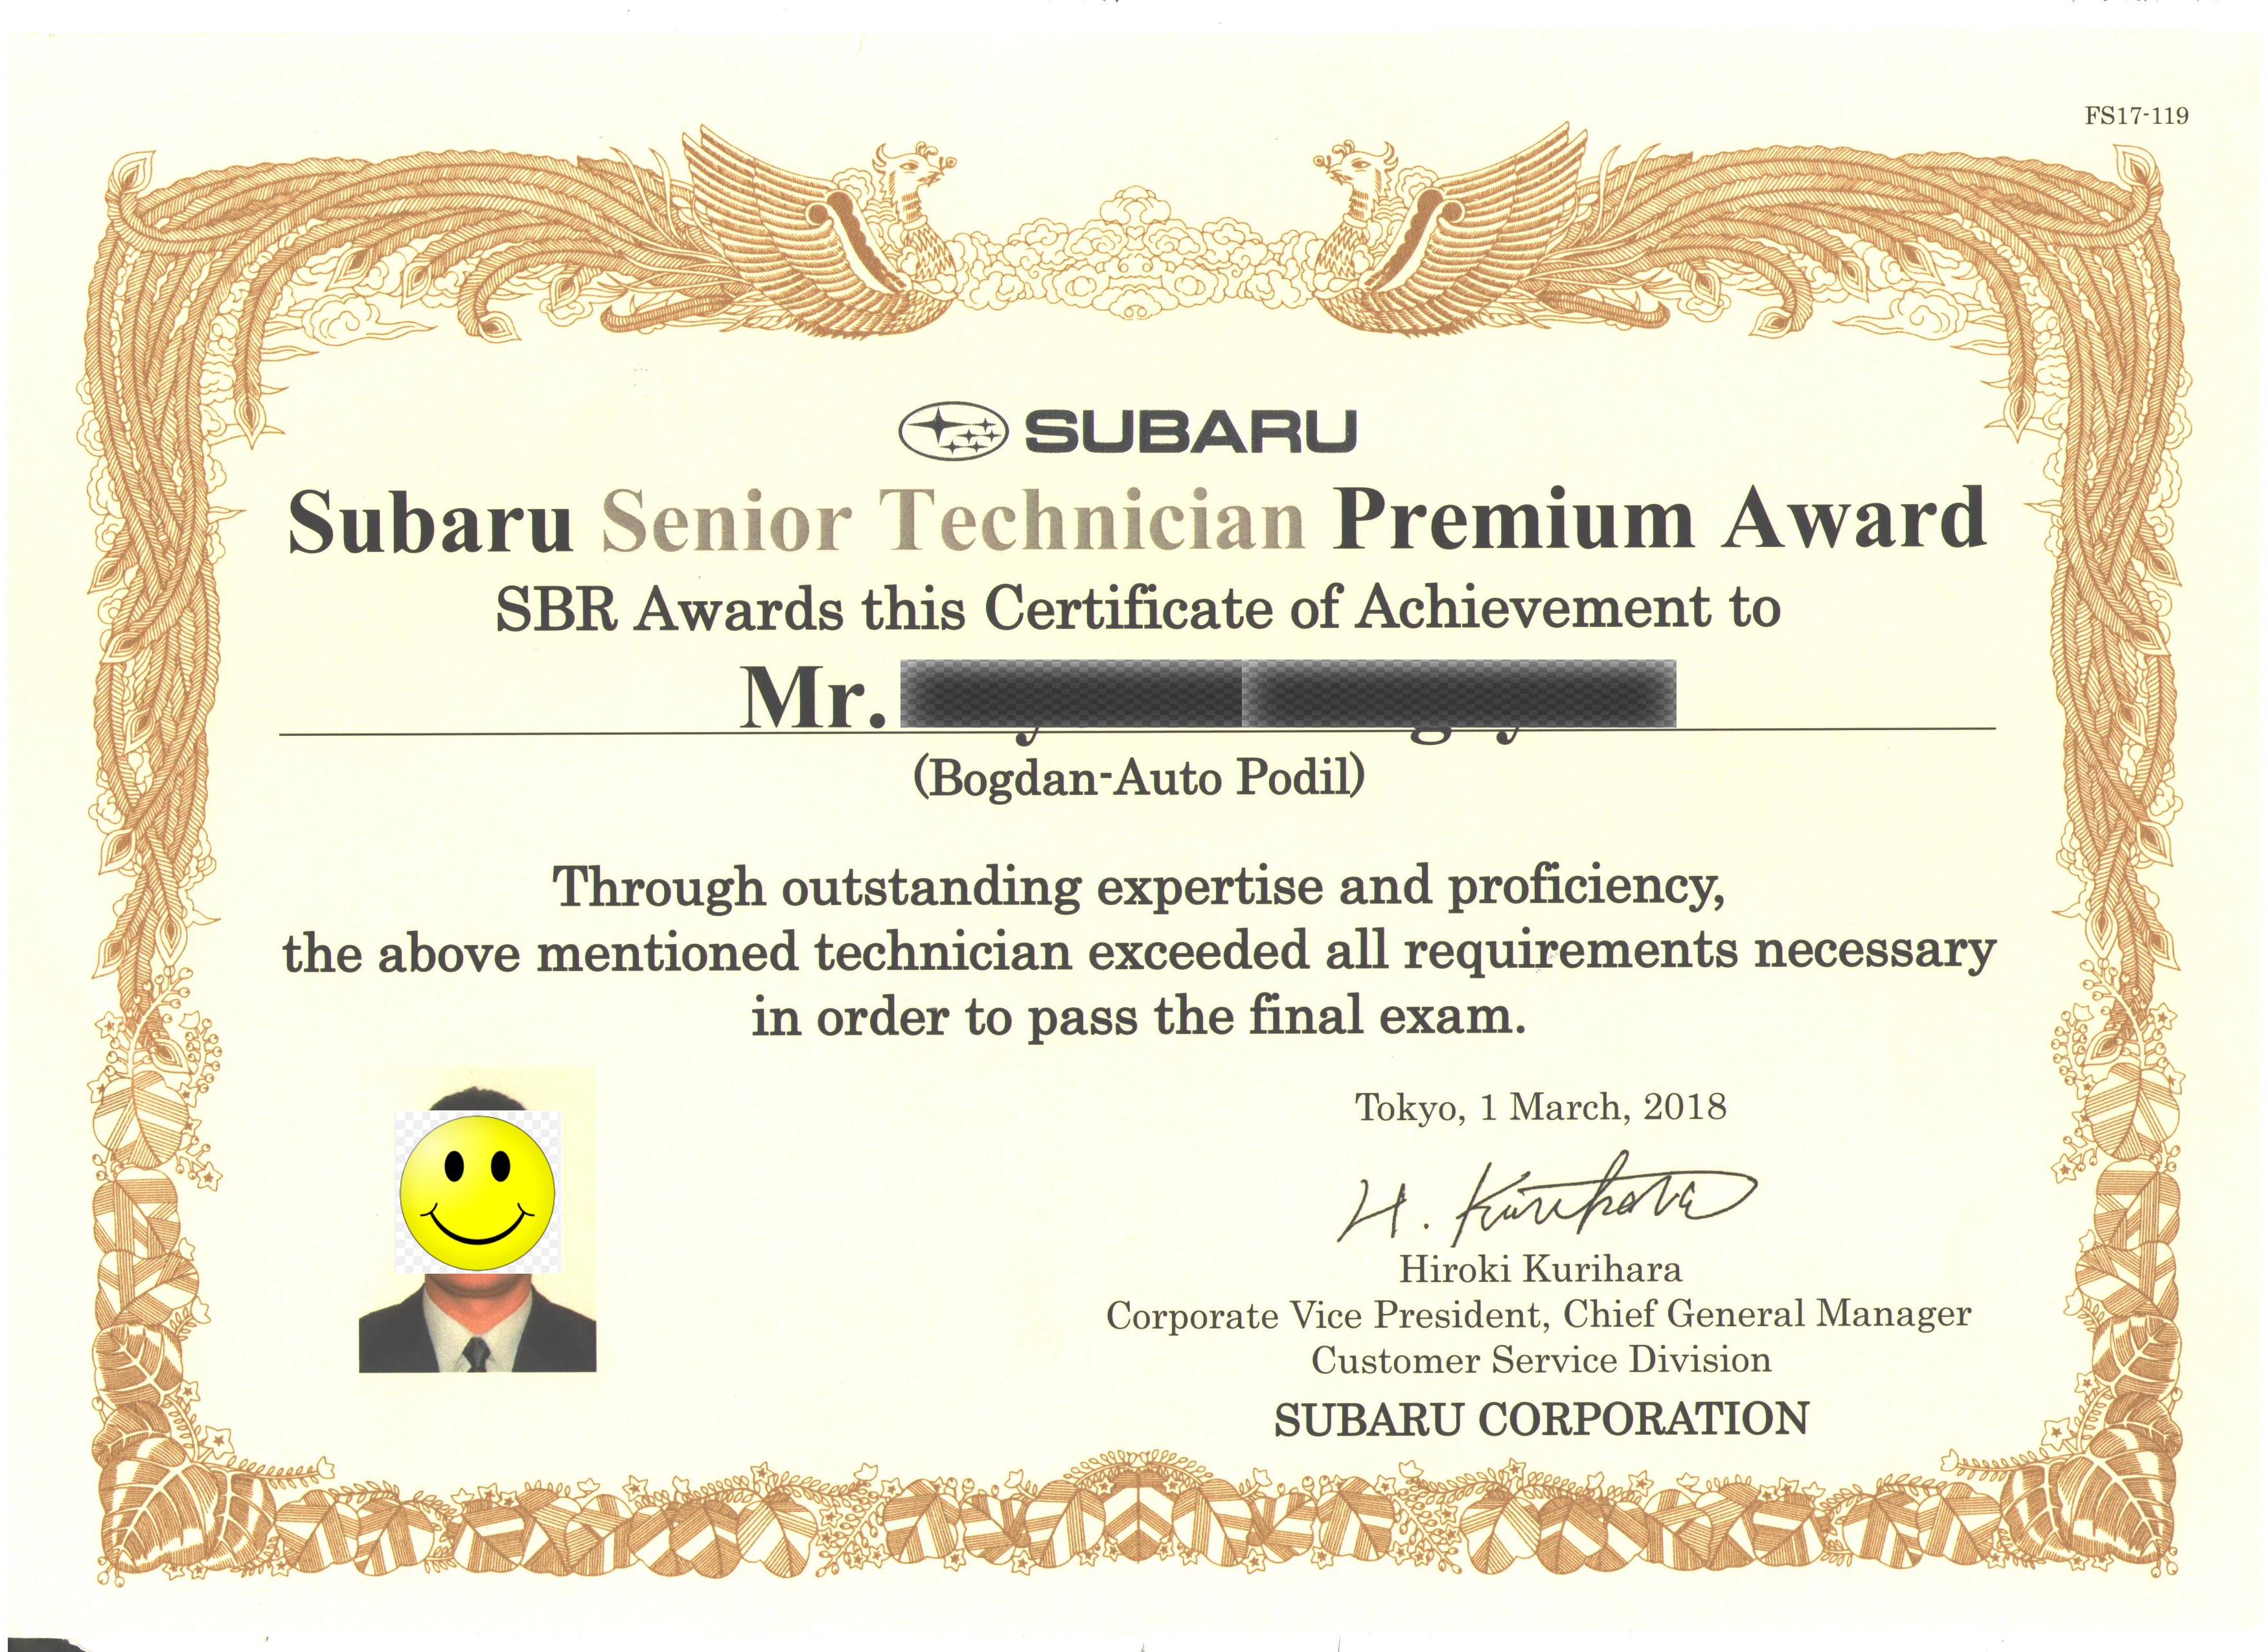 FS17-119
SUBARU
Subaru Senior Technician Premium Award
SBR Awards this Certificate of Achievement to
Mr.
(Bogdan-Auto Podil)
Through outstanding expertise and proficiency,
the above mentioned technician exceeded all requirements necessary
in order to pass the final exam.
Tokyo, 1 March, 2018
H. Kurihara
Hiroki Kurihara
Corporate Vice President, Chief General Manager
Customer Service Division
SUBARU CORPORATION